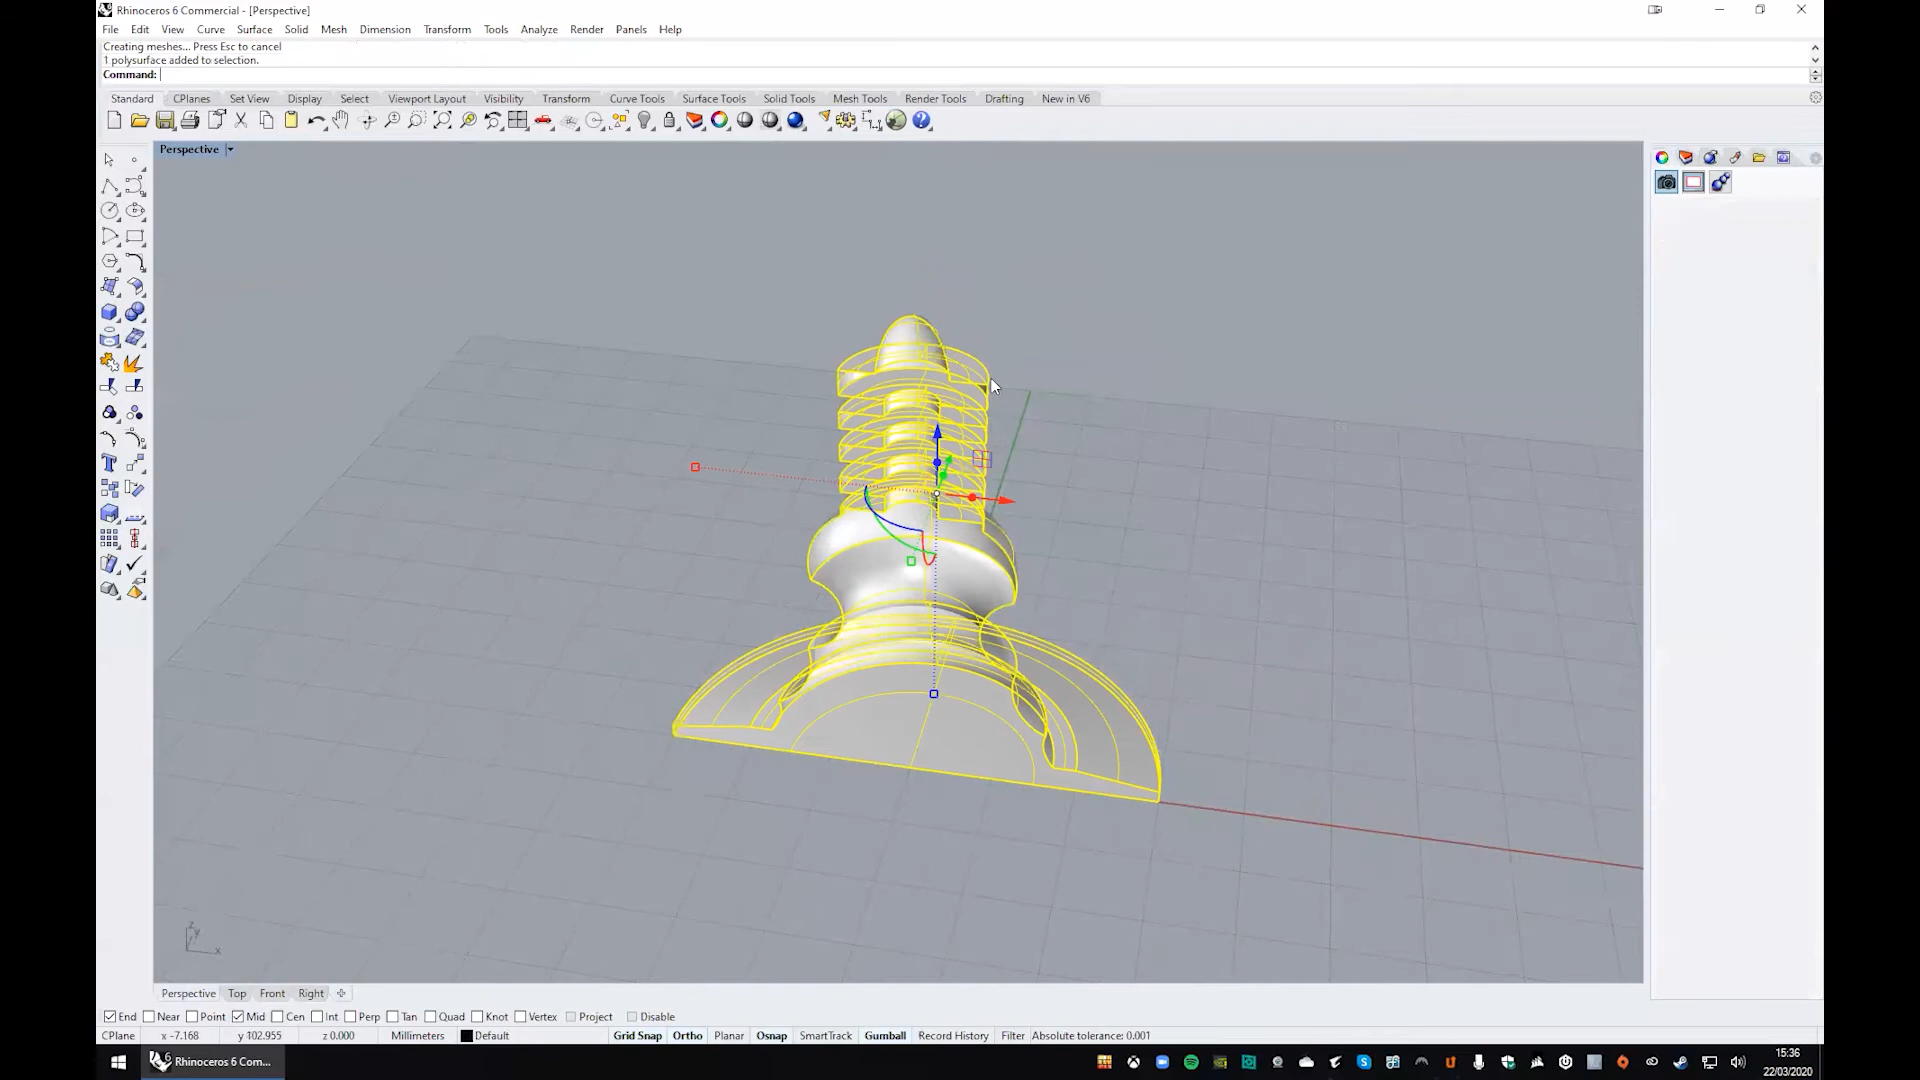 Rhinoceros 6 Commercial - [Perspective]
File Edit View Curve Surface Solid Mesh Dimension Transform Tools Analyze Render Panels Help
Creating meshes... Press Esc to cancel
1 polysurface added to selection.
Command:
Standard CPlanes Set View Display Select Viewport Layout Visibility Transform Curve Tools Surface Tools Solid Tools Mesh Tools Render Tools Drafting New in V6
Perspective
z
y
x
Perspective Top Front Right
End Near Point Mid Cen Int Perp Tan Quad Knot Vertex Project Disable
CPlane x -7.168 y 102.955 z 0.000 Millimeters Default Grid Snap Ortho Planar Osnap SmartTrack Gumball Record History Filter Absolute tolerance: 0.001
Rhinoceros 6 Com...
15:36
22/03/2020